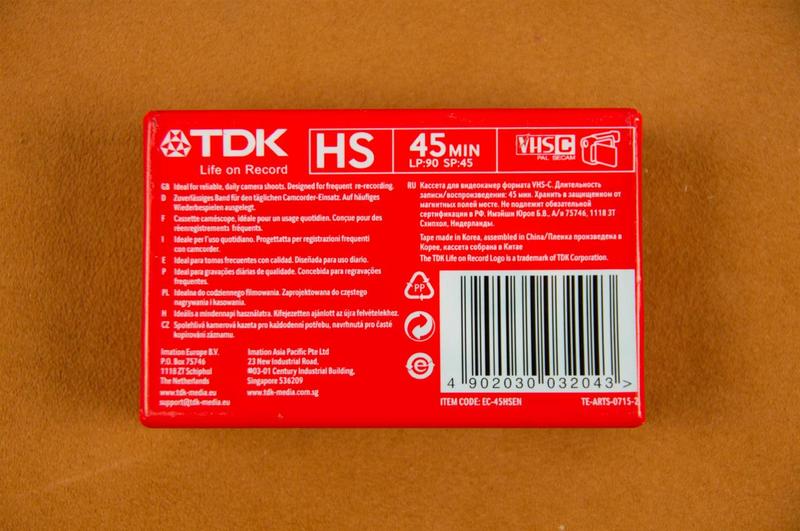 TDK
Life on Record
HS
45 MIN
LP:90 SP:45
VHS C
PAL SECAM
GB Ideal for reliable, daily camera shoots. Designed for frequent re-recording.
D Zuverlässiges Band für den täglichen Camcorder-Einsatz. Auf häufiges
Wiederbespielen ausgelegt.
F Cassette caméscope, idéale pour un usage quotidien. Conçue pour des
réenregistrements fréquents.
I Ideale per l'uso quotidiano. Progettatta per registrazioni frequenti
con camcorder.
E Ideal para tomas frecuentes con calidad. Diseñada para uso diario.
P Ideal para gravações diárias de qualidade. Concebida para regravações
frequentes.
PL Idealna do codziennego filmowania. Zaprojektowana do częstego
nagrywania i kasowania.
H Ideális a mindennapi használatra. Kifejezetten ajánlott az újra felvételekhez.
CZ Spolehlivá kamerová kazeta pro každodenní potřebu, navrhnutá pro časté
kopírování záznamu.
Imation Europe B.V.
P.O. Box 75746
1118 ZT Schiphol
The Netherlands
www.tdk-media.eu
support@tdk-media.eu
Imation Asia Pacific Pte Ltd
23 New Industrial Road,
#03-01 Century Industrial Building,
Singapore 536209
www.tdk-media.com.sg
RU Кассета для видеокамер формата VHS-C. Длительность
записи/воспроизведения: 45 мин. Хранить в защищенном от
магнитных полей месте. Не подлежит обязательной
сертификации в РФ. Имэйшн Юроп Б.В., А/я 75746, 1118 ЗТ
Схипхол, Нидерланды.
Tape made in Korea, assembled in China/Пленка произведена в
Корее, кассета собрана в Китае
The TDK Life on Record Logo is a trademark of TDK Corporation.
PP
e
4 902030 032043 >
ITEM CODE: EC-45HSEN
TE-ARTS-0715-2